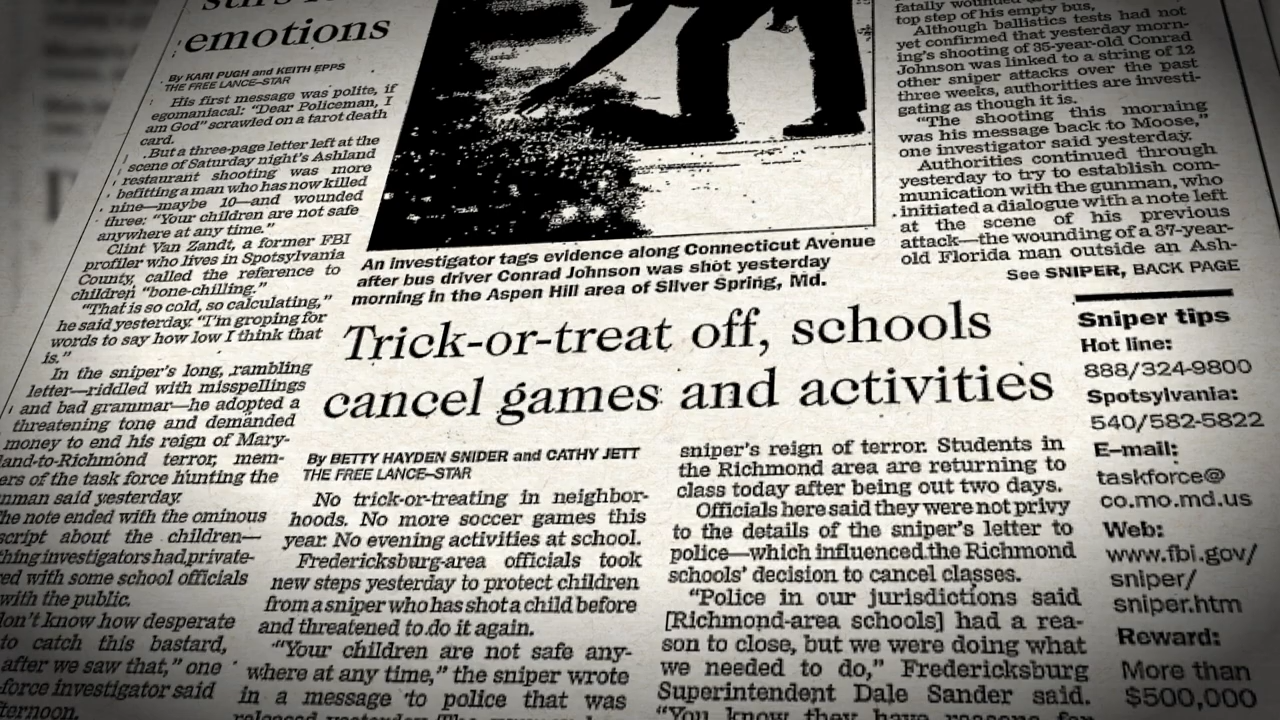 emotions
By KARI PUGH and KEITH EPPS
THE FREE LANCE–STAR
His first message was polite, if
egomaniacal: "Dear Policeman, I
am God" scrawled on a tarot death
card.
But a three-page letter left at the
scene of Saturday night's Ashland
restaurant shooting was more
befitting a man who has now killed
nine—maybe 10—and wounded
three: "Your children are not safe
anywhere at any time."
Clint Van Zandt, a former FBI
profiler who lives in Spotsylvania
County, called the reference to
children "bone-chilling."
"That is so cold, so calculating,"
he said yesterday. "I'm groping for
words to say how low I think that
is."
In the sniper's long, rambling
letter—riddled with misspellings
and bad grammar—he adopted a
threatening tone and demanded
money to end his reign of Mary-
land-to-Richmond terror, mem-
ers of the task force hunting the
nman said yesterday.
he note ended with the ominous
script about the children—
thing investigators had private-
ed with some school officials
with the public.
don't know how desperate
to catch this bastard,
after we saw that," one
force investigator said
ternoon.
An investigator tags evidence along Connecticut Avenue
after bus driver Conrad Johnson was shot yesterday
morning in the Aspen Hill area of Silver Spring, Md.
fatally wounded
top step of his empty bus,
Although ballistics tests had not
yet confirmed that yesterday morn-
ing's shooting of 35-year-old Conrad
Johnson was linked to a string of 12
other sniper attacks over the past
three weeks, authorities are investi-
gating as though it is.
"The shooting this morning
was his message back to Moose,"
one investigator said yesterday.
Authorities continued through
yesterday to try to establish com-
munication with the gunman, who
initiated a dialogue with a note left
at the scene of his previous
attack—the wounding of a 37-year-
old Florida man outside an Ash-
See SNIPER, BACK PAGE
Trick-or-treat off, schools
cancel games and activities
By BETTY HAYDEN SNIDER and CATHY JETT
THE FREE LANCE–STAR
No trick-or-treating in neighbor-
hoods. No more soccer games this
year. No evening activities at school.
Fredericksburg-area officials took
new steps yesterday to protect children
from a sniper who has shot a child before
and threatened to do it again.
"Your children are not safe any-
where at any time," the sniper wrote
in a message to police that was
sniper's reign of terror. Students in
the Richmond area are returning to
class today after being out two days.
Officials here said they were not privy
to the details of the sniper's letter to
police—which influenced the Richmond
schools' decision to cancel classes.
"Police in our jurisdictions said
[Richmond-area schools] had a rea-
son to close, but we were doing what
we needed to do," Fredericksburg
Superintendent Dale Sander said.
"You know they have reasons for
Sniper tips
Hot line:
888/324-9800
Spotsylvania:
540/582-5822
E–mail:
taskforce@
co.mo.md.us
Web:
www.fbi.gov/
sniper/
sniper.htm
Reward:
More than
$500,000